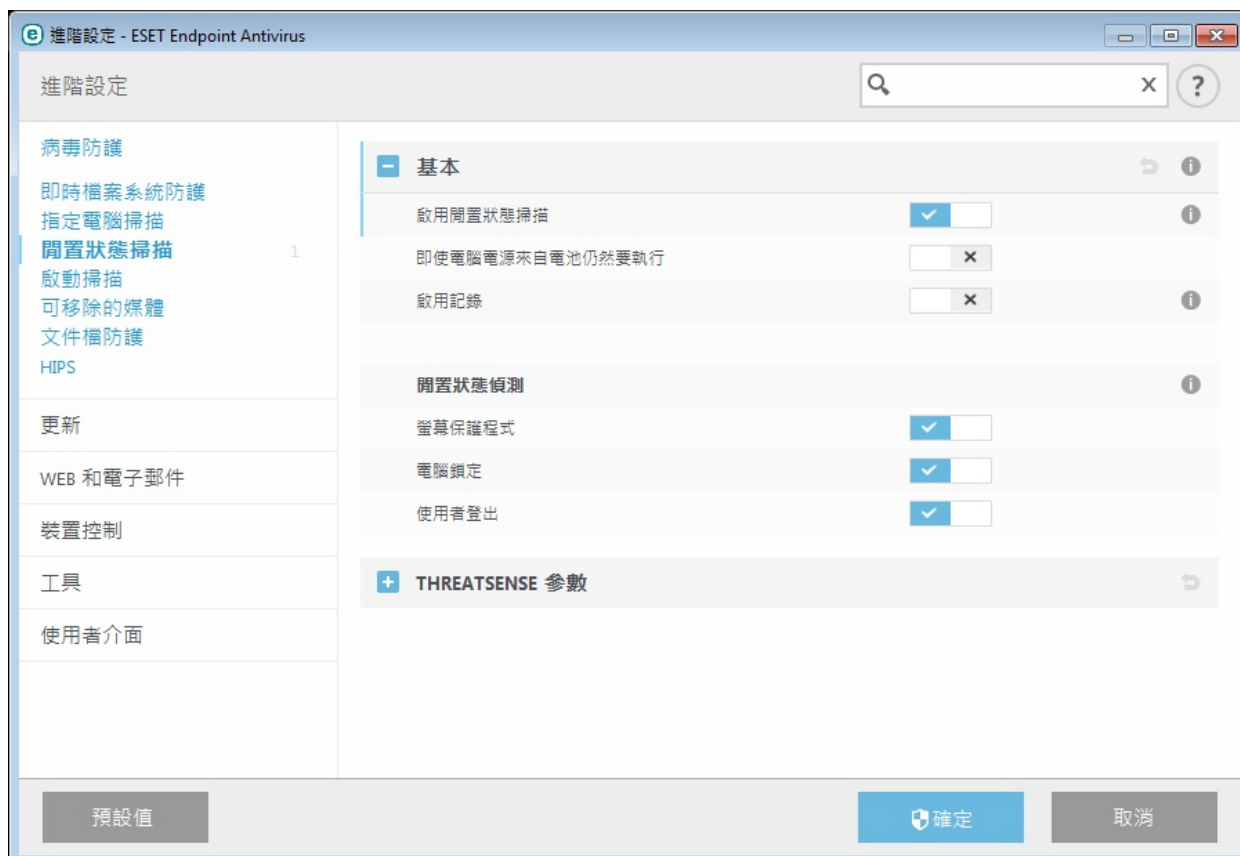 進階設定 - ESET Endpoint Antivirus
進階設定
病毒防護
即時檔案系統防護
指定電腦掃描
閒置狀態掃描 1
啟動掃描
可移除的媒體
文件檔防護
HIPS
更新
WEB 和電子郵件
裝置控制
工具
使用者介面
基本
啟用閒置狀態掃描
即使電腦電源來自電池仍然要執行
啟用記錄
閒置狀態偵測
螢幕保護程式
電腦鎖定
使用者登出
THREATSENSE 參數
預設值
確定
取消